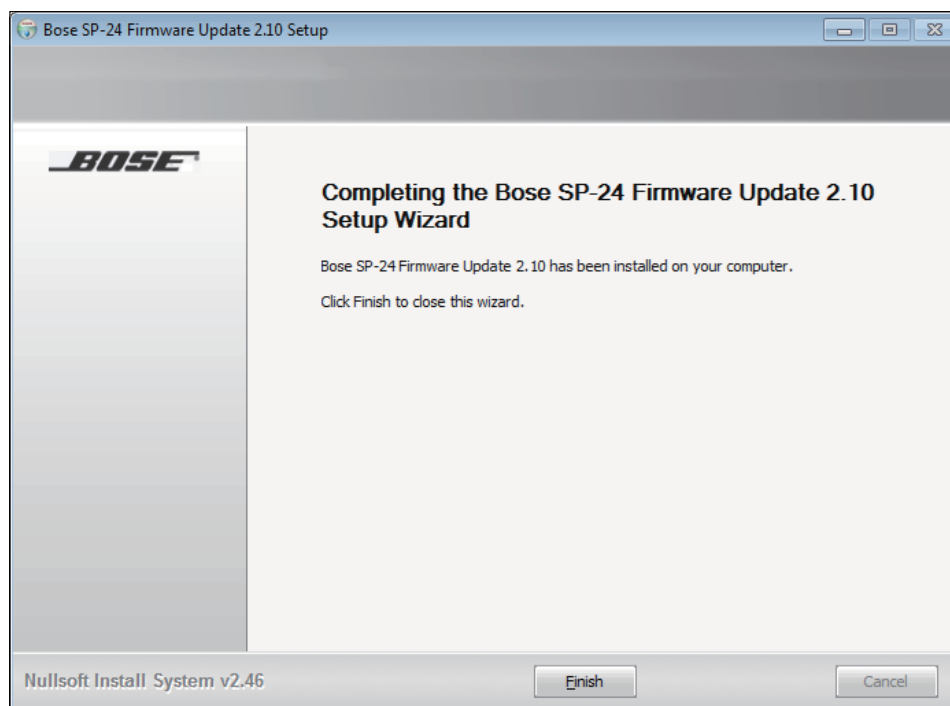 Bose SP-24 Firmware Update 2.10 Setup
BOSE
Completing the Bose SP-24 Firmware Update 2.10
Setup Wizard
Bose SP-24 Firmware Update 2.10 has been installed on your computer.
Click Finish to close this wizard.
Nullsoft Install System v2.46
Finish
Cancel